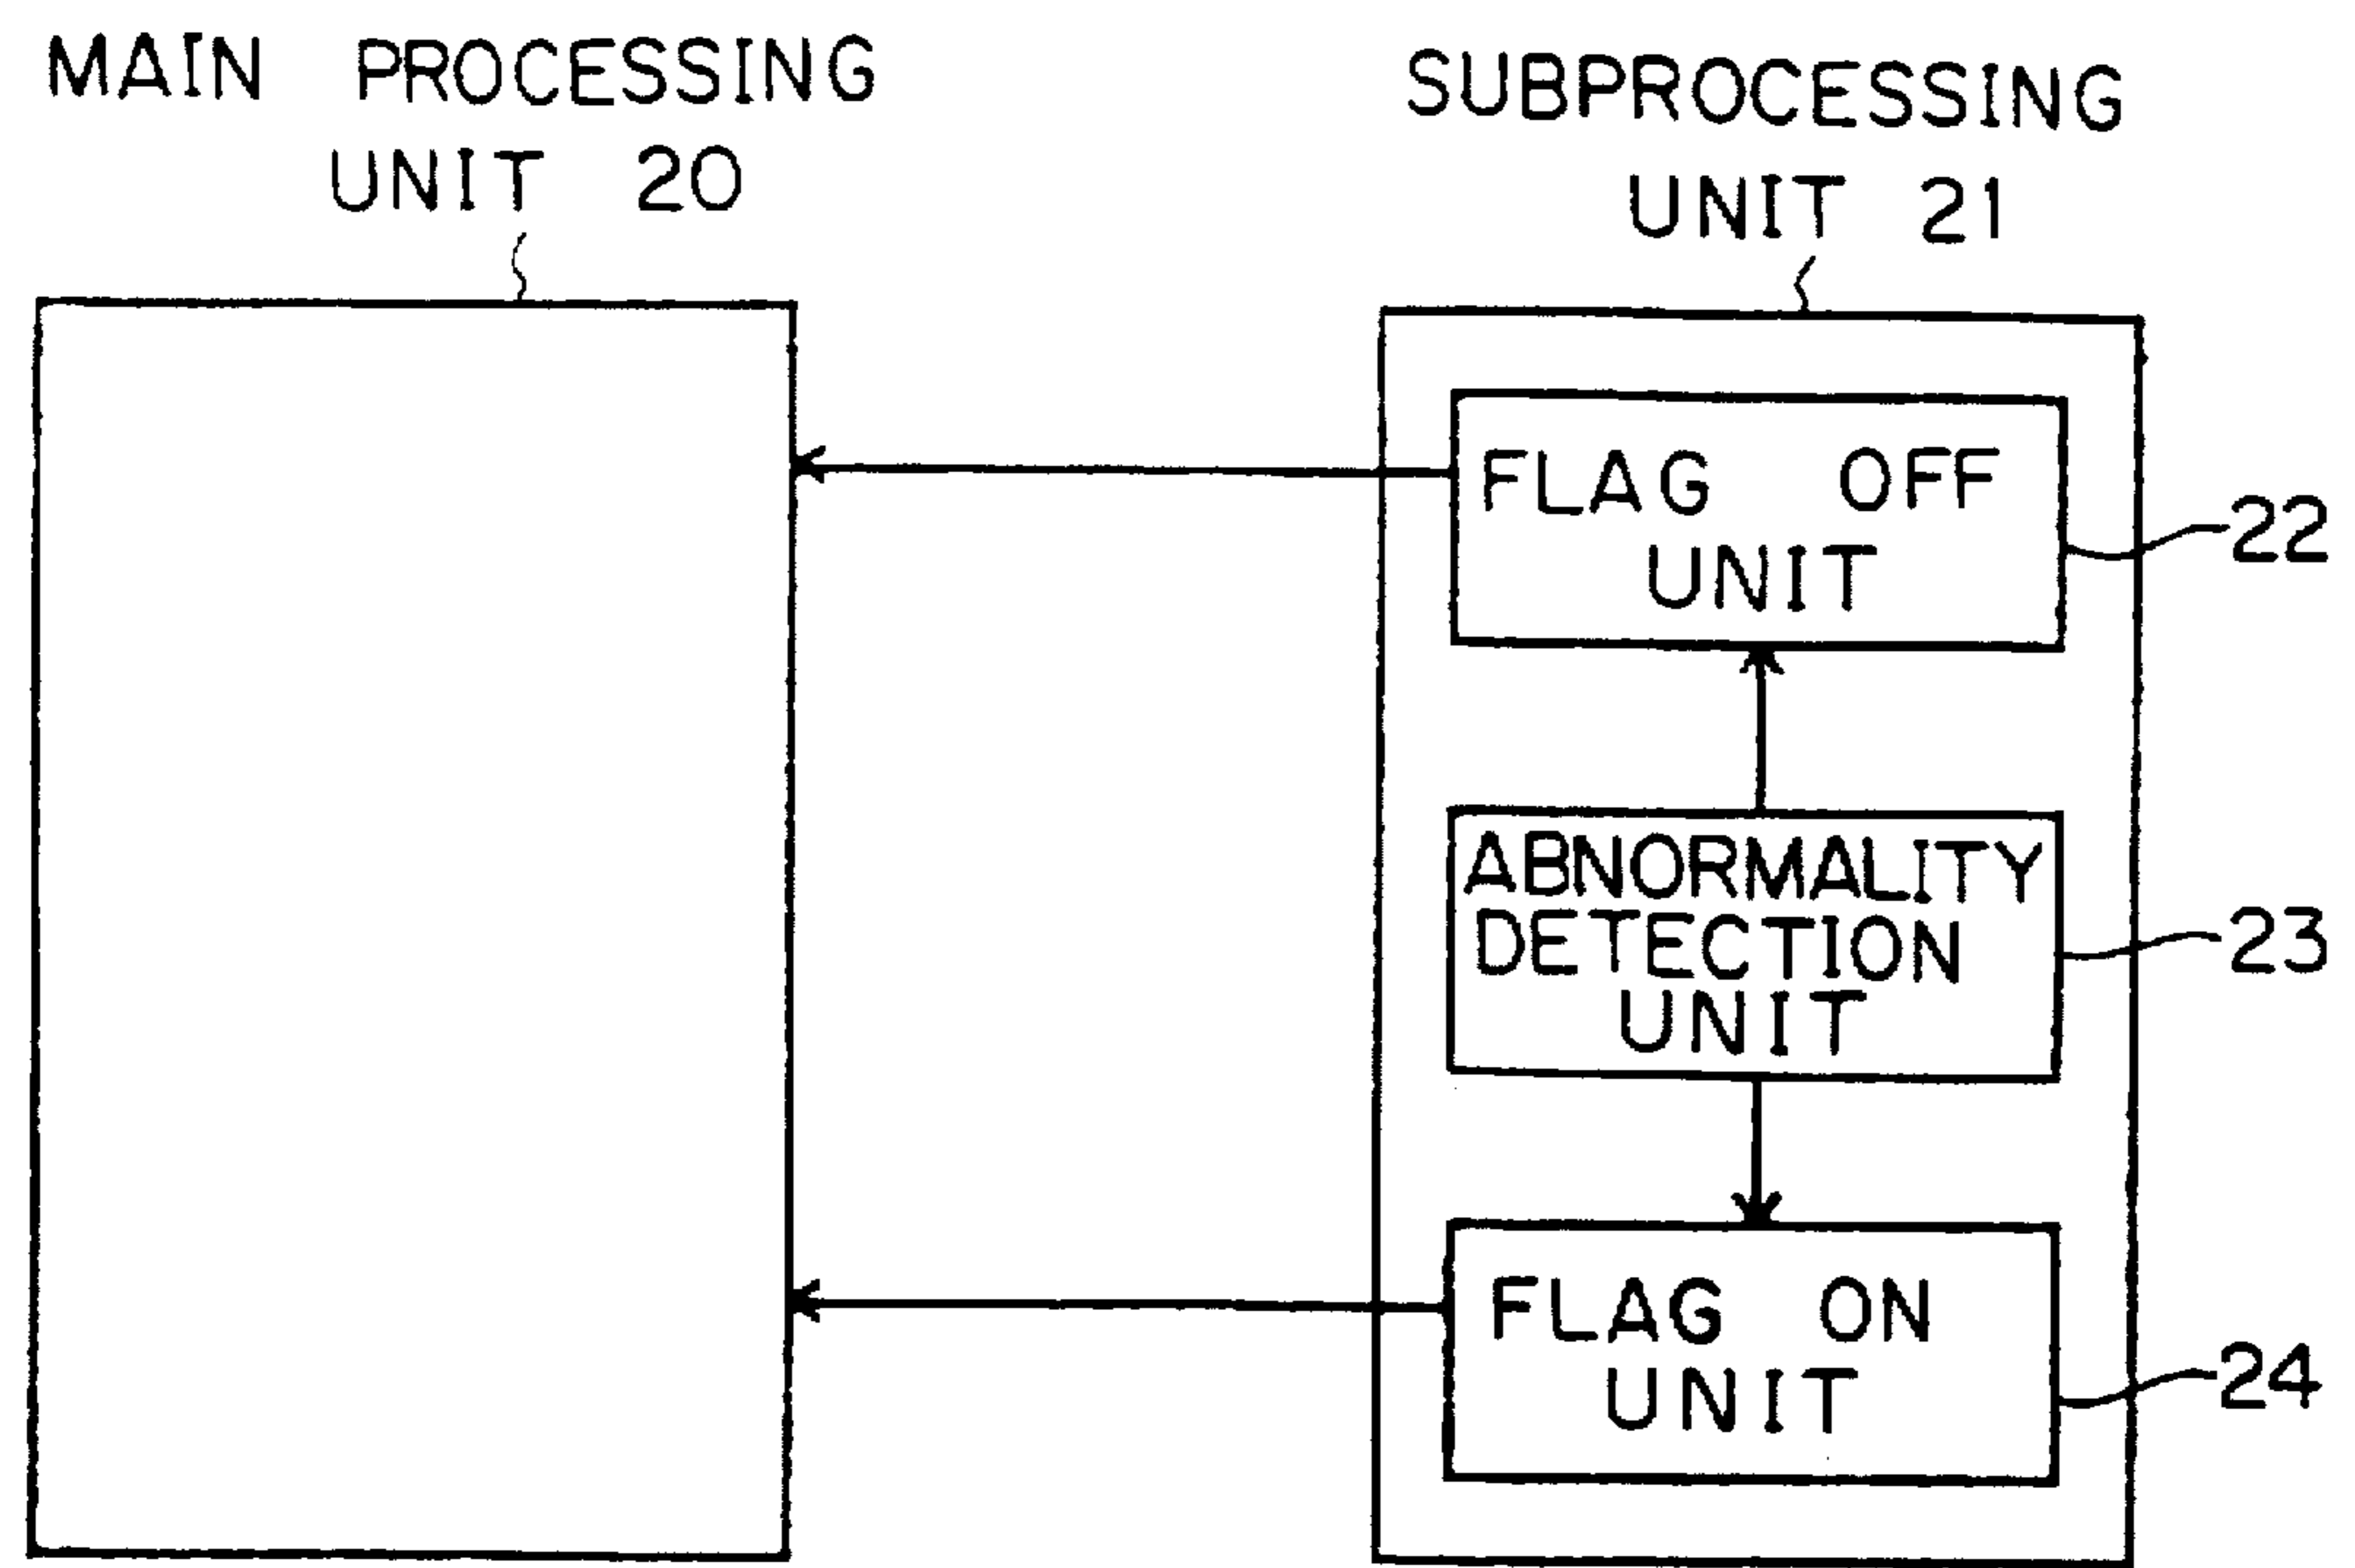 MAIN PROCESSING
UNIT 20
SUBPROCESSING
UNIT 21
FLAG OFF
UNIT
22
ABNORMALITY
DETECTION
UNIT
23
FLAG ON
UNIT
24